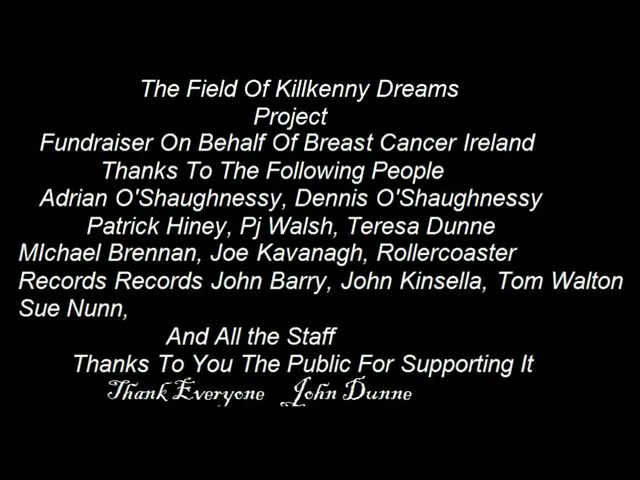 The Field Of Killkenny Dreams
Project
Fundraiser On Behalf Of Breast Cancer Ireland
Thanks To The Following People
Adrian O'Shaughnessy, Dennis O'Shaughnessy
Patrick Hiney, Pj Walsh, Teresa Dunne
MIchael Brennan, Joe Kavanagh, Rollercoaster
Records Records John Barry, John Kinsella, Tom Walton
Sue Nunn,
And All the Staff
Thanks To You The Public For Supporting It
Thank Everyone John Dunne